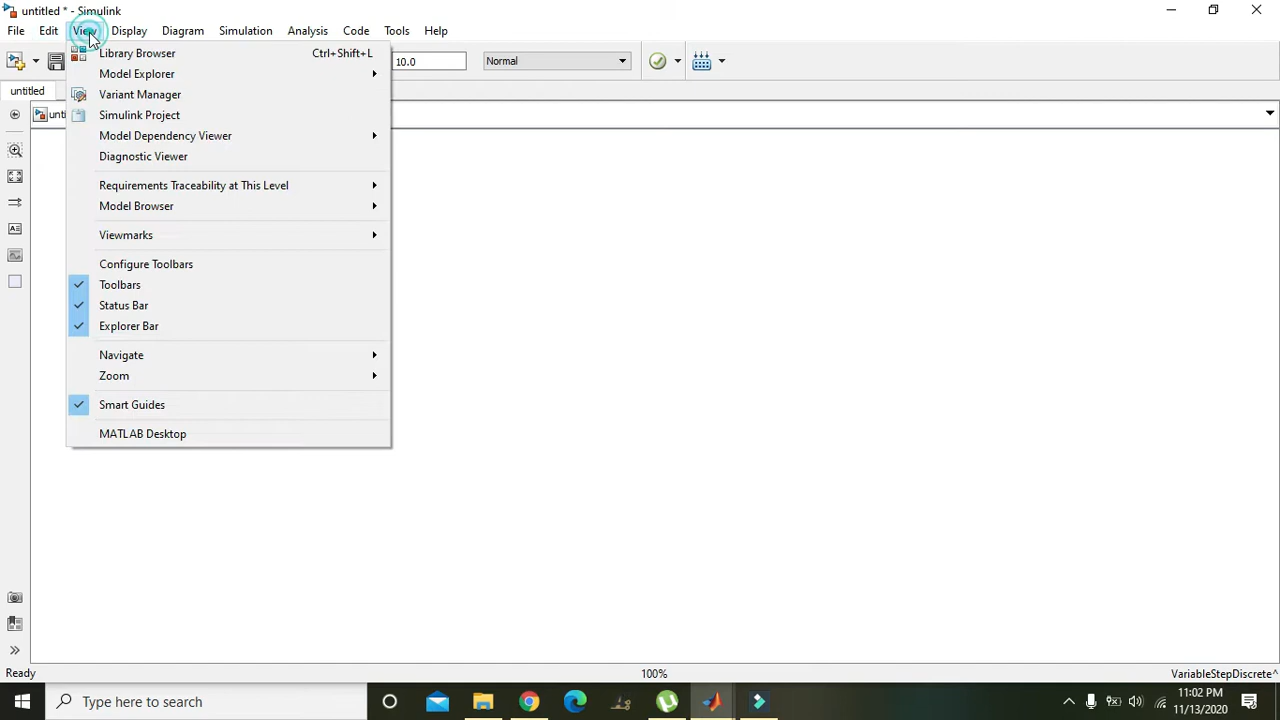 untitled * - Simulink
File Edit View Display Diagram Simulation Analysis Code Tools Help
10.0 Normal
untitled
Library Browser Ctrl+Shift+L
Model Explorer
Variant Manager
Simulink Project
Model Dependency Viewer
Diagnostic Viewer
Requirements Traceability at This Level
Model Browser
Viewmarks
Configure Toolbars
Toolbars
Status Bar
Explorer Bar
Navigate
Zoom
Smart Guides
MATLAB Desktop
Ready 100% VariableStepDiscrete^
Type here to search
11:02 PM
11/13/2020